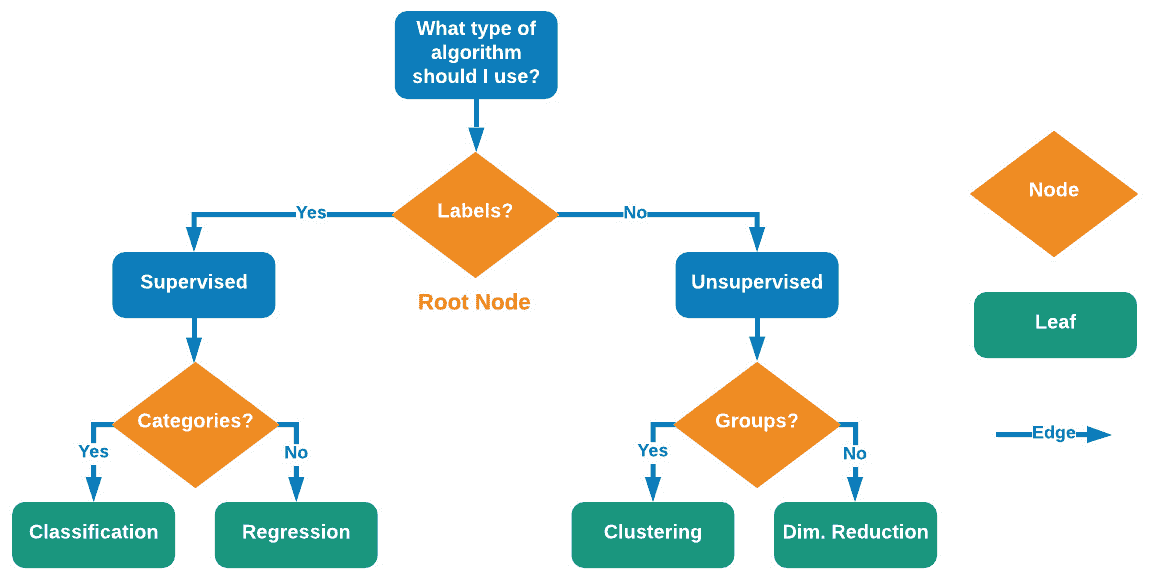 What type of
algorithm
should I use?
Labels?
Yes
No
Root Node
Supervised
Unsupervised
Categories?
Groups?
Yes
No
Yes
No
Classification
Regression
Clustering
Dim. Reduction
Node
Leaf
Edge